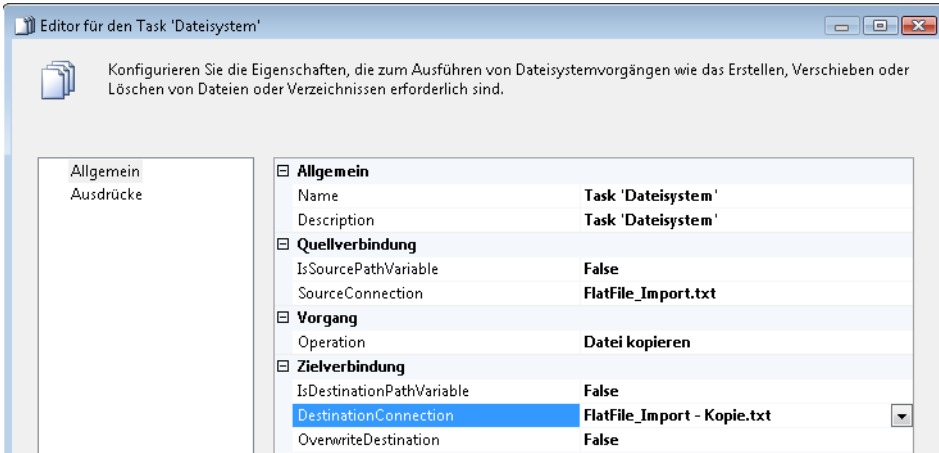 Editor für den Task 'Dateisystem'
Konfigurieren Sie die Eigenschaften, die zum Ausführen von Dateisystemvorgängen wie das Erstellen, Verschieben oder
Löschen von Dateien oder Verzeichnissen erforderlich sind.
Allgemein
Ausdrücke
Allgemein
Name Task 'Dateisystem'
Description Task 'Dateisystem'
Quellverbindung
IsSourcePathVariable False
SourceConnection FlatFile_Import.txt
Vorgang
Operation Datei kopieren
Zielverbindung
IsDestinationPathVariable False
DestinationConnection FlatFile_Import - Kopie.txt
OverwriteDestination False